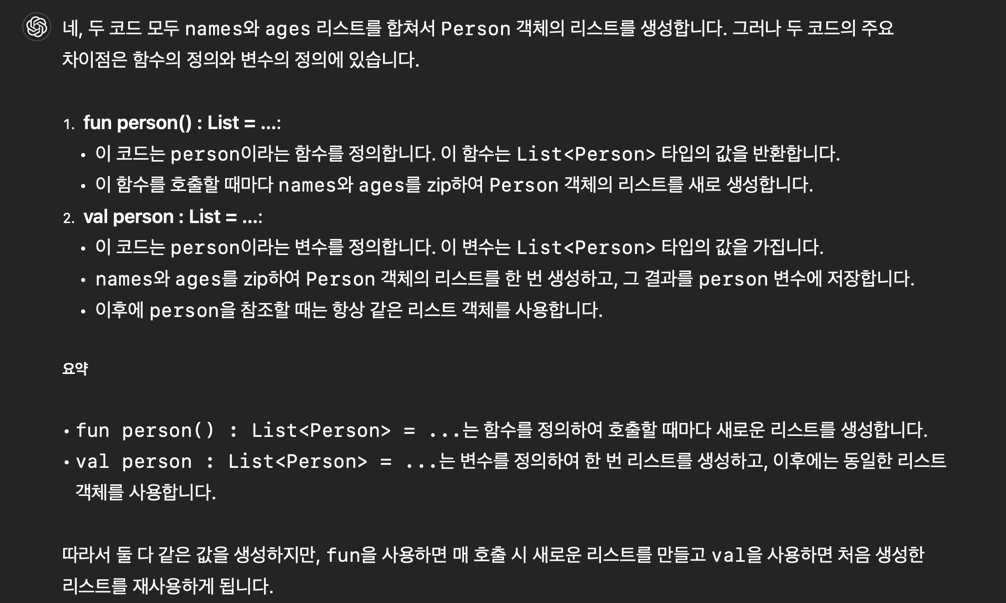 네, 두 코드 모두 names와 ages 리스트를 합쳐서 Person 객체의 리스트를 생성합니다. 그러나 두 코드의 주요
차이점은 함수의 정의와 변수의 정의에 있습니다.
1. fun person() : List = ...:
• 이 코드는 person이라는 함수를 정의합니다. 이 함수는 List<Person> 타입의 값을 반환합니다.
• 이 함수를 호출할 때마다 names와 ages를 zip하여 Person 객체의 리스트를 새로 생성합니다.
2. val person : List = ...:
• 이 코드는 person이라는 변수를 정의합니다. 이 변수는 List<Person> 타입의 값을 가집니다.
• names와 ages를 zip하여 Person 객체의 리스트를 한 번 생성하고, 그 결과를 person 변수에 저장합니다.
• 이후에 person을 참조할 때는 항상 같은 리스트 객체를 사용합니다.
요약
• fun person() : List<Person> = ...는 함수를 정의하여 호출할 때마다 새로운 리스트를 생성합니다.
• val person : List<Person> = ...는 변수를 정의하여 한 번 리스트를 생성하고, 이후에는 동일한 리스트
객체를 사용합니다.
따라서 둘 다 같은 값을 생성하지만, fun을 사용하면 매 호출 시 새로운 리스트를 만들고 val을 사용하면 처음 생성한
리스트를 재사용하게 됩니다.